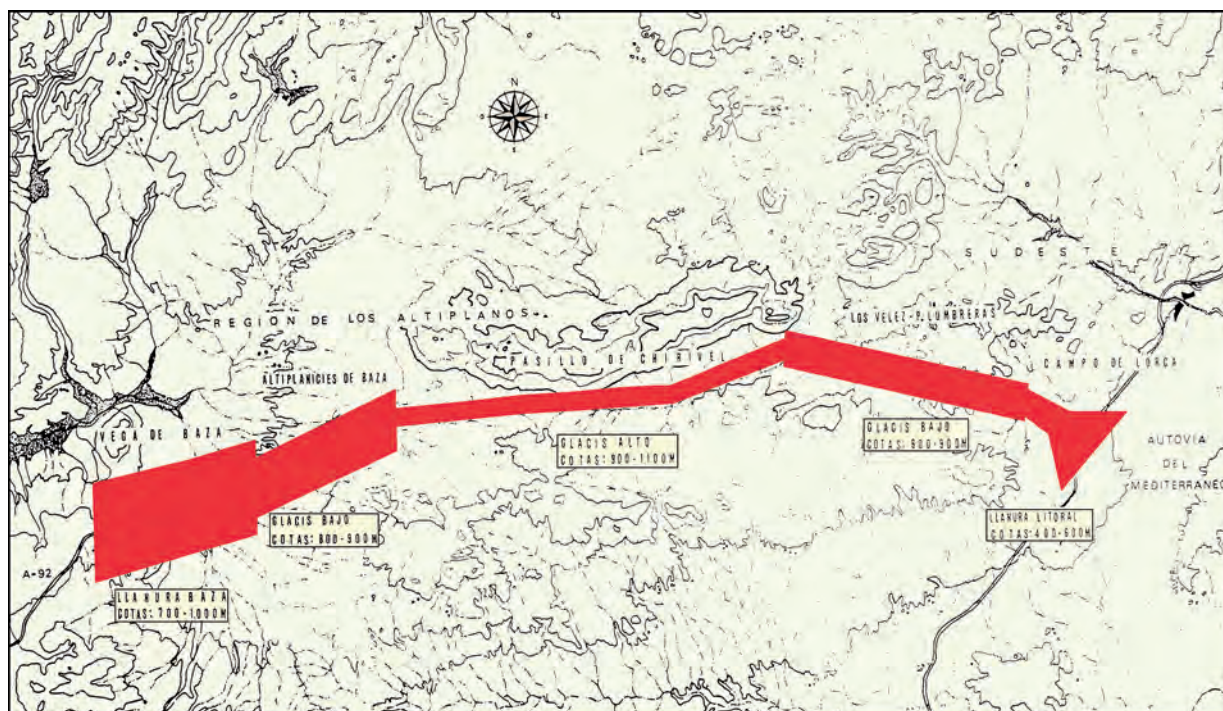 N
O
E
S
SUDESTE
REGION DE LOS ALTIPLANOS
LOS VELEZ-P. LUMBRERAS
PASILLO DE CHIRIVEL
CAMPO DE LORCA
ALTIPLANICIES DE BAZA
VEGA DE BAZA
GLACIS ALTO
COTAS: 900-1100M
GLACIS BAJO
COTAS: 900-900M
AUTOVIA
DEL
MEDITERRANEO
GLACIS BAJO
COTAS: 800-900M
LLANURA LITORAL
COTAS: 400-600M
A-92
LLANURA BAZA
COTAS: 700-1000M